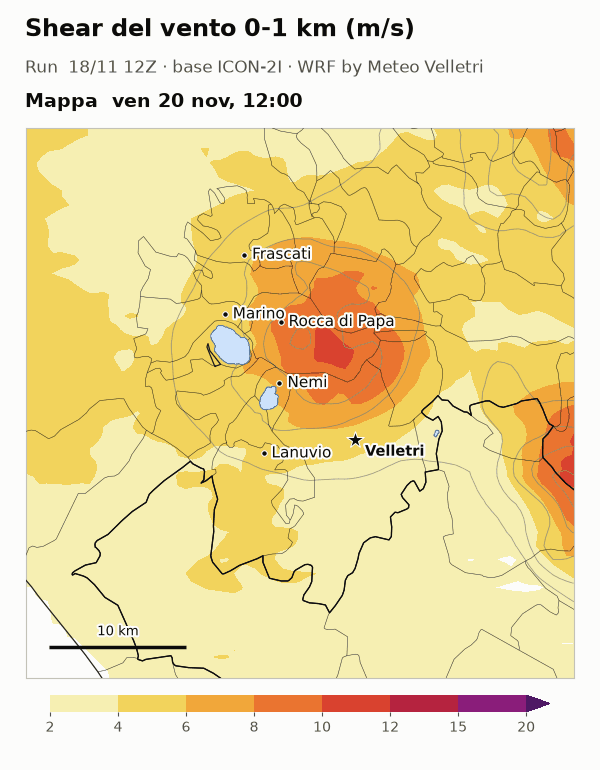 Shear del vento 0-1 km (m/s)
Run  18/11 12Z · base ICON-2I · WRF by Meteo Velletri
Mappa  ven 20 nov, 12:00
Frascati
Marino
Rocca di Papa
Nemi
Velletri
Lanuvio
10 km
2 4 6 8 10 12 15 20